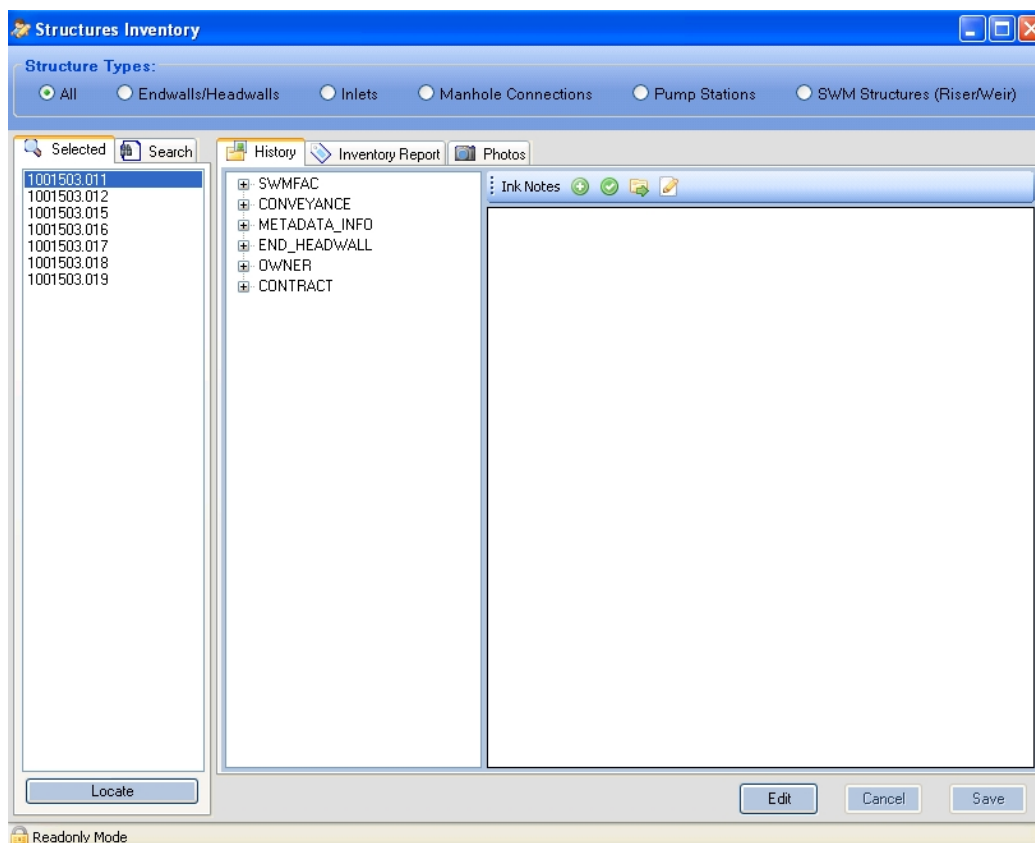 Structures Inventory
Structure Types:
All Endwalls/Headwalls Inlets Manhole Connections Pump Stations SWM Structures (Riser/Weir)
Selected Search
History Inventory Report Photos
1001503.011
1001503.012
1001503.015
1001503.016
1001503.017
1001503.018
1001503.019
SWMFAC
CONVEYANCE
METADATA_INFO
END_HEADWALL
OWNER
CONTRACT
Ink Notes
Locate
Edit Cancel Save
Readonly Mode